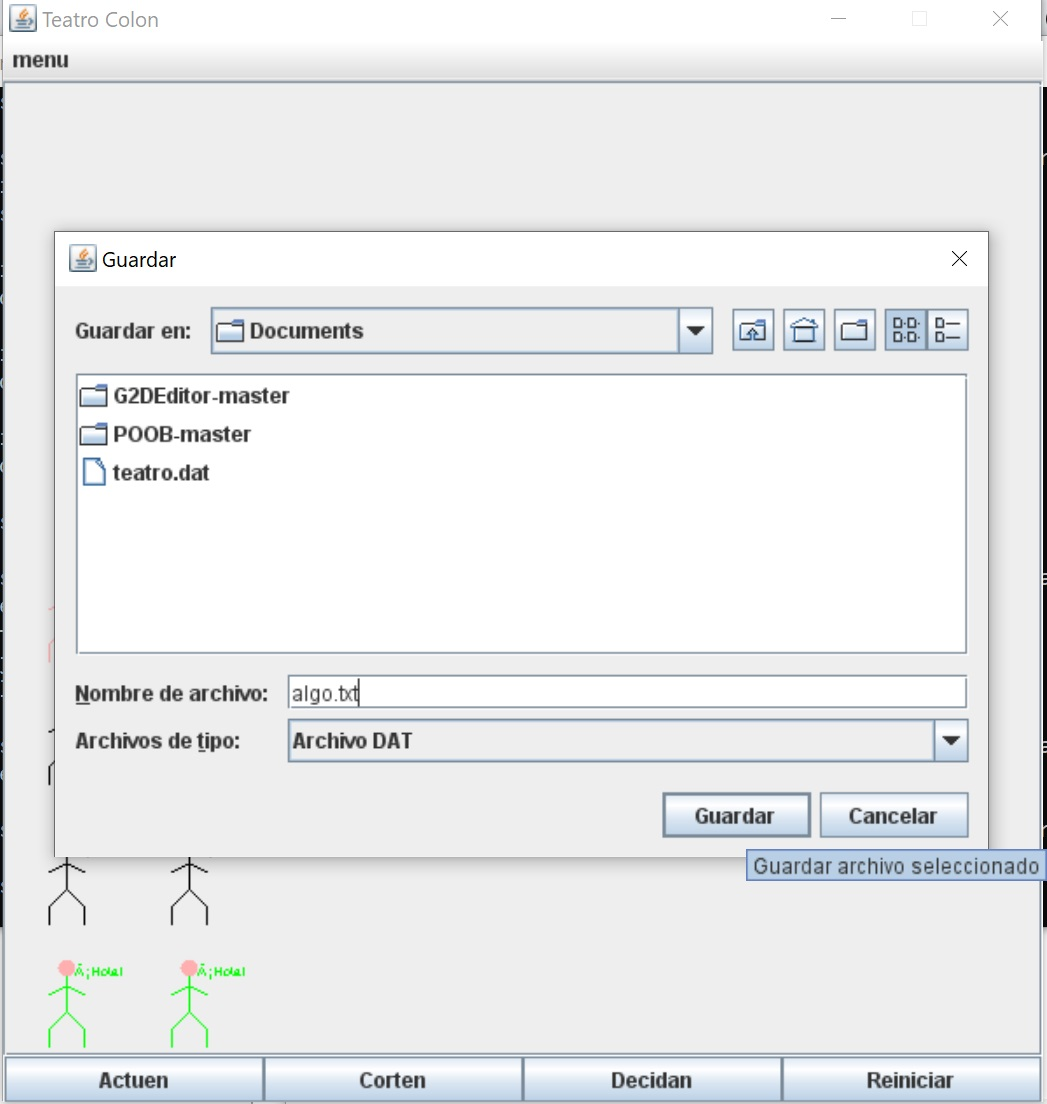 Teatro Colon
menu
Guardar
Guardar en: Documents
G2DEditor-master
POOB-master
teatro.dat
Nombre de archivo: algo.txt
Archivos de tipo: Archivo DAT
Guardar Cancelar
Guardar archivo seleccionado
Â¡Hola! Â¡Hola!
Actuen Corten Decidan Reiniciar